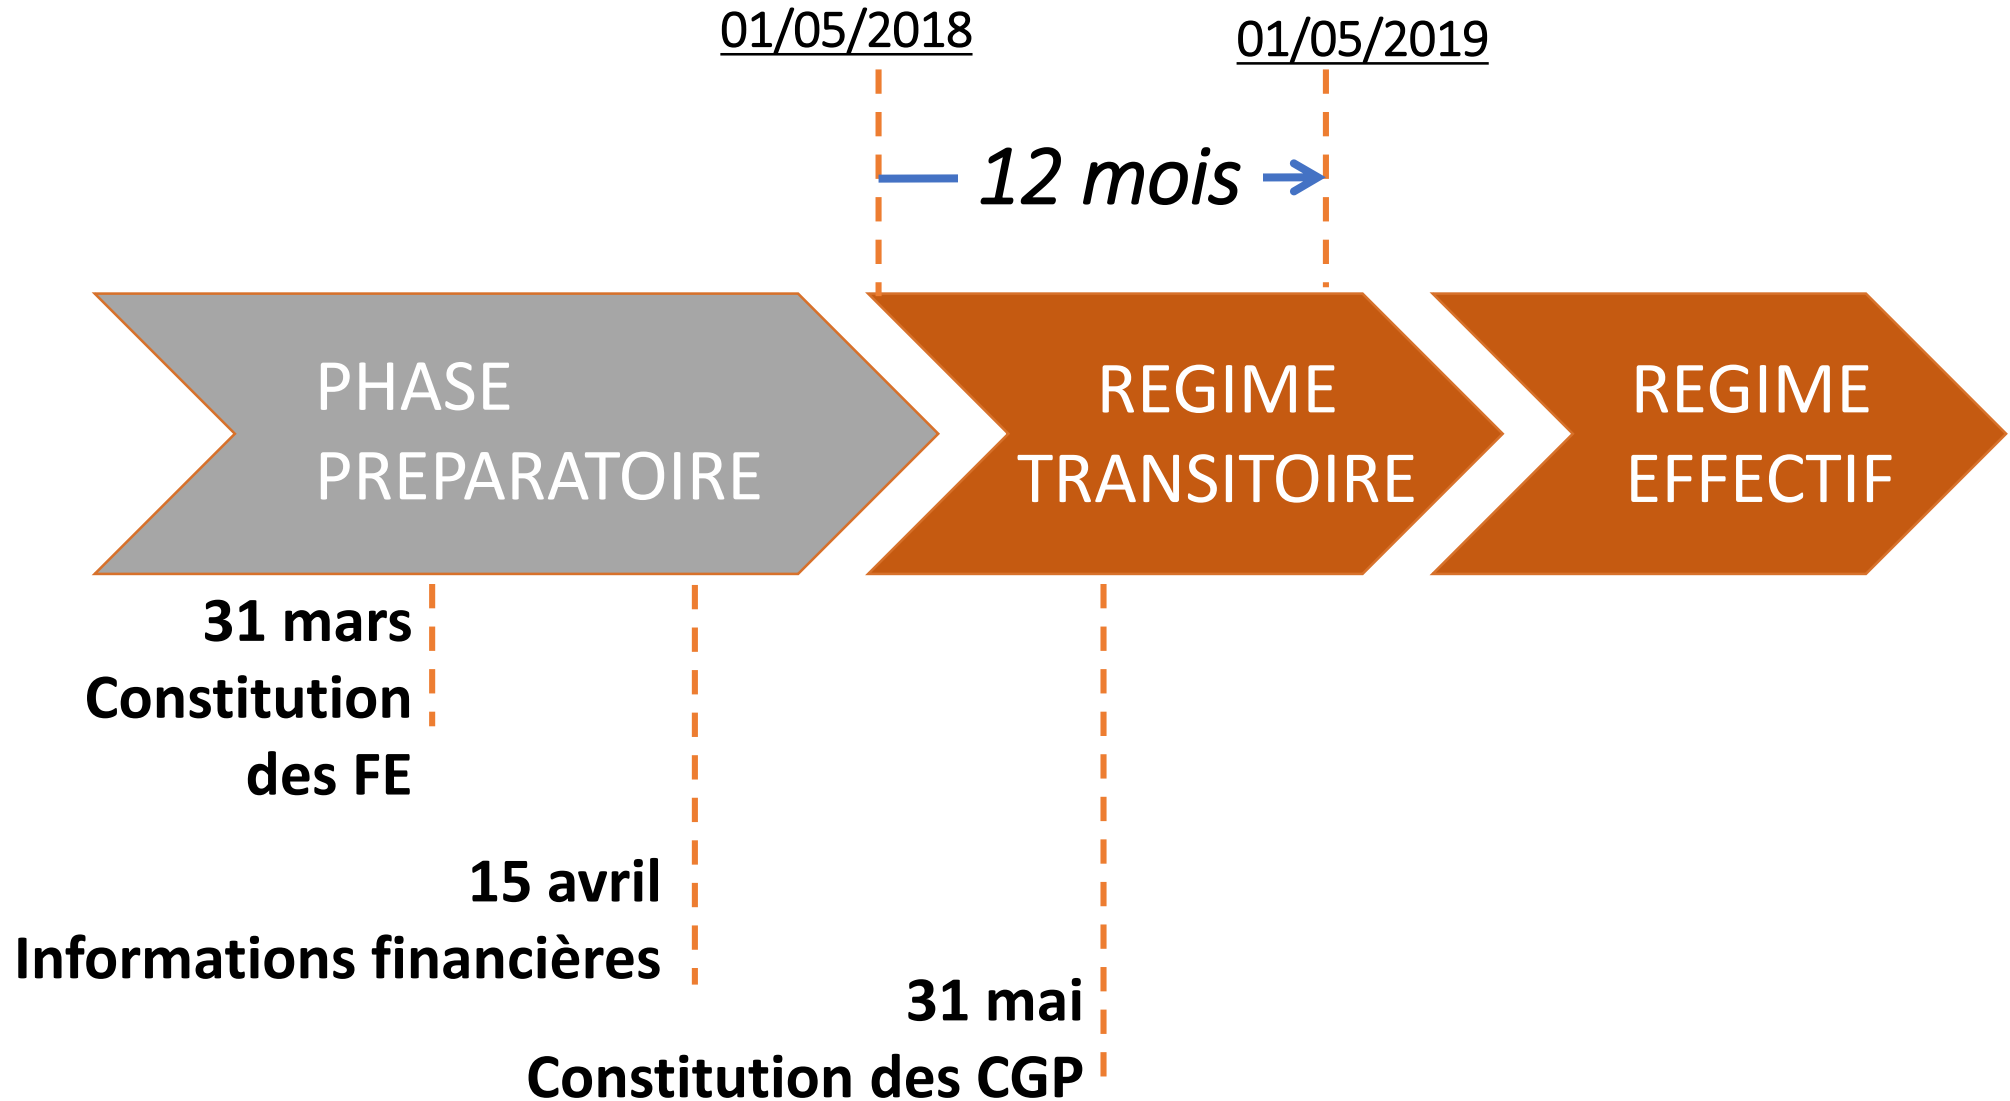 01/05/2018
01/05/2019
12 mois
PHASE
PREPARATOIRE
REGIME
TRANSITOIRE
REGIME
EFFECTIF
31 mars
Constitution
des FE
15 avril
Informations financières
31 mai
Constitution des CGP